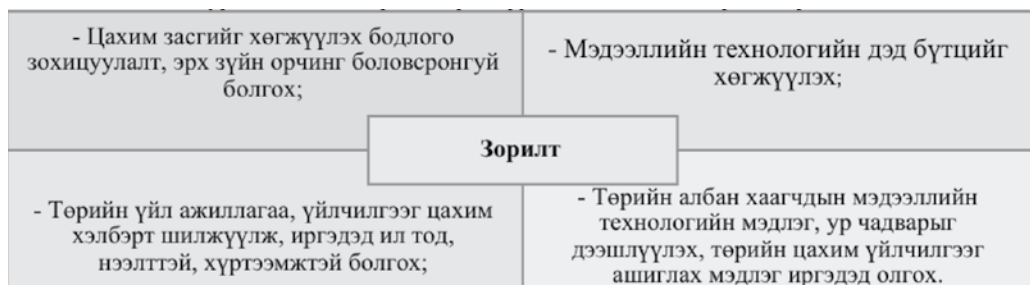 - Цахим засгийг хөгжүүлэх бодлого
зохицуулалт, эрх зүйн орчинг боловсронгуй
болгох;
- Мэдээллийн технологийн дэд бүтцийг
хөгжүүлэх;
Зорилт
- Төрийн үйл ажиллагаа, үйлчилгээг цахим
хэлбэрт шилжүүлж, иргэдэд ил тод,
нээлттэй, хүртээмжтэй болгох;
- Төрийн албан хаагчдын мэдээллийн
технологийн мэдлэг, ур чадварыг
дээшлүүлэх, төрийн цахим үйлчилгээг
ашиглах мэдлэг иргэдэд олгох.